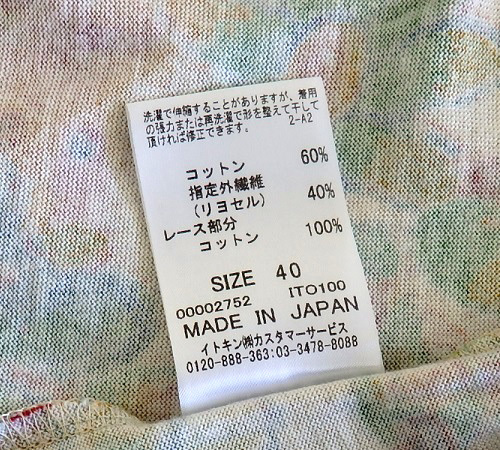 洗濯で伸縮することがありますが、着用
の張力または再洗濯で形を整えて干して
頂ければ修正できます。 2-A2
コットン 60%
指定外繊維
(リヨセル) 40%
レース部分
コットン 100%
SIZE 40
00002752 ITO100
MADE IN JAPAN
イトキン㈱カスタマーサービス
0120-888-363:03-3478-8088